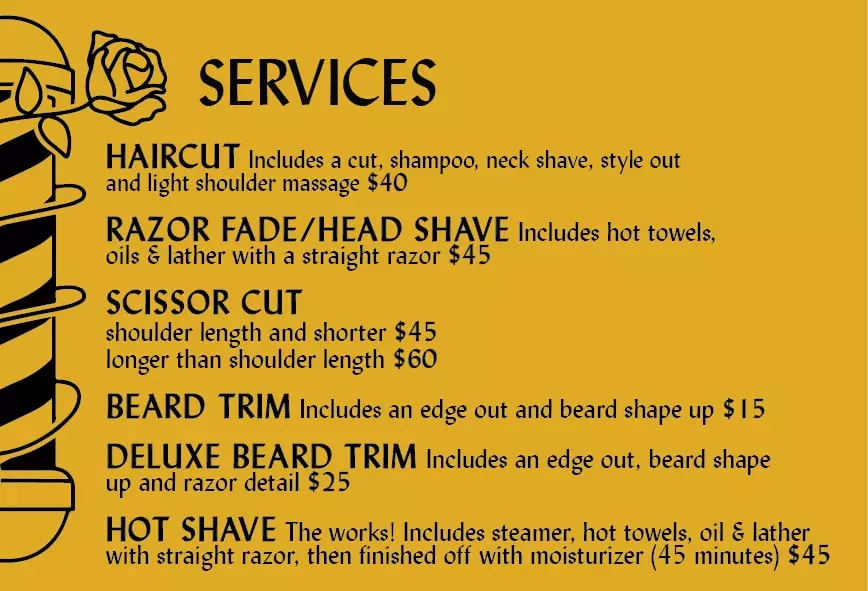 SERVICES
HAIRCUT Includes a cut, shampoo, neck shave, style out
and light shoulder massage $40
RAZOR FADE/HEAD SHAVE Includes hot towels,
oils & lather with a straight razor $45
SCISSOR CUT
shoulder length and shorter $45
longer than shoulder length $60
BEARD TRIM Includes an edge out and beard shape up $15
DELUXE BEARD TRIM Includes an edge out, beard shape
up and razor detail $25
HOT SHAVE The works! Includes steamer, hot towels, oil & lather
with straight razor, then finished off with moisturizer (45 minutes) $45